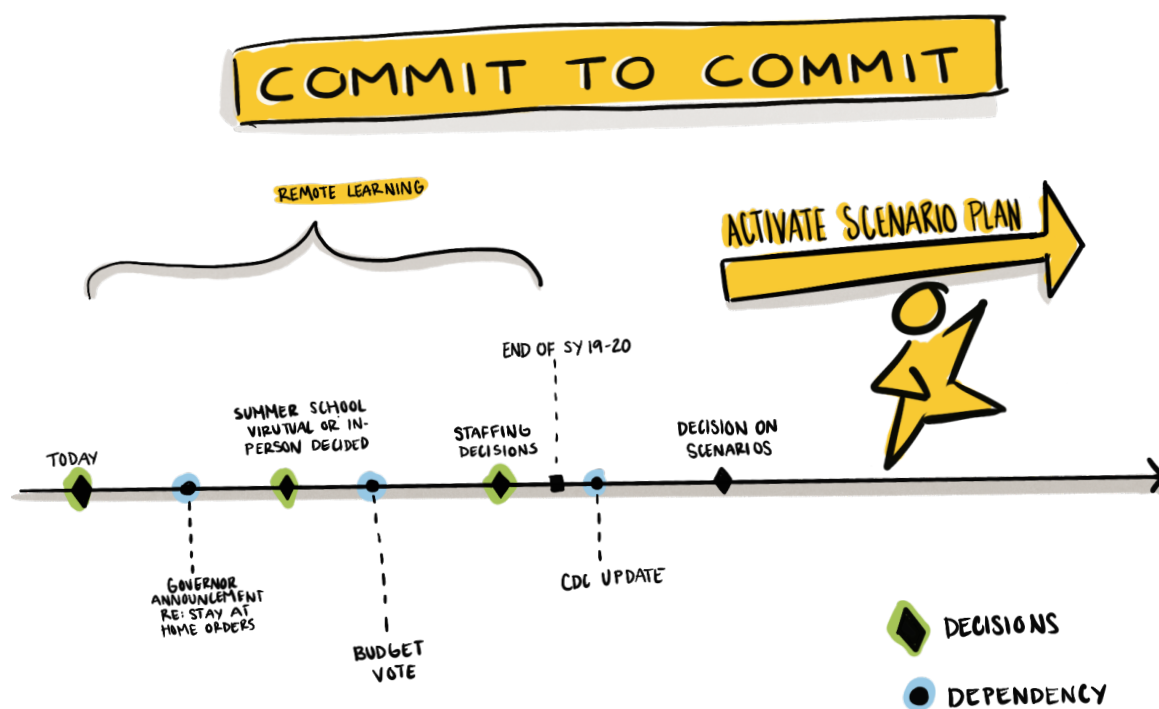 COMMIT TO COMMIT
REMOTE LEARNING
ACTIVATE SCENARIO PLAN
END OF SY 19-20
TODAY
SUMMER SCHOOL
VIRUTUAL OR IN-
PERSON DECIDED
STAFFING
DECISIONS
DECISION ON
SCENARIOS
GOVERNOR
ANNOUNCEMENT
RE: STAY AT
HOME ORDERS
BUDGET
VOTE
CDC UPDATE
DECISIONS
DEPENDENCY